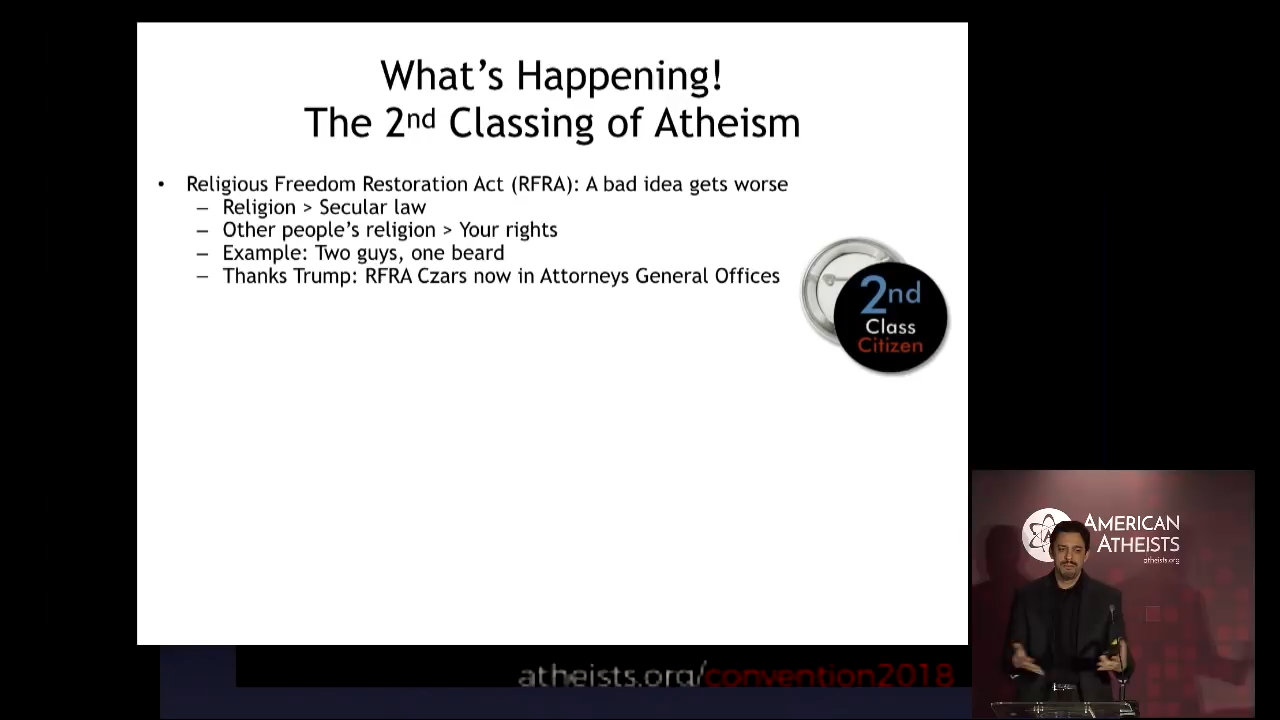 What's Happening!
The 2nd Classing of Atheism
• Religious Freedom Restoration Act (RFRA): A bad idea gets worse
– Religion > Secular law
– Other people's religion > Your rights
– Example: Two guys, one beard
– Thanks Trump: RFRA Czars now in Attorneys General Offices
2nd
Class
Citizen
AMERICAN
ATHEISTS
atheists.org
atheists.org/convention2018